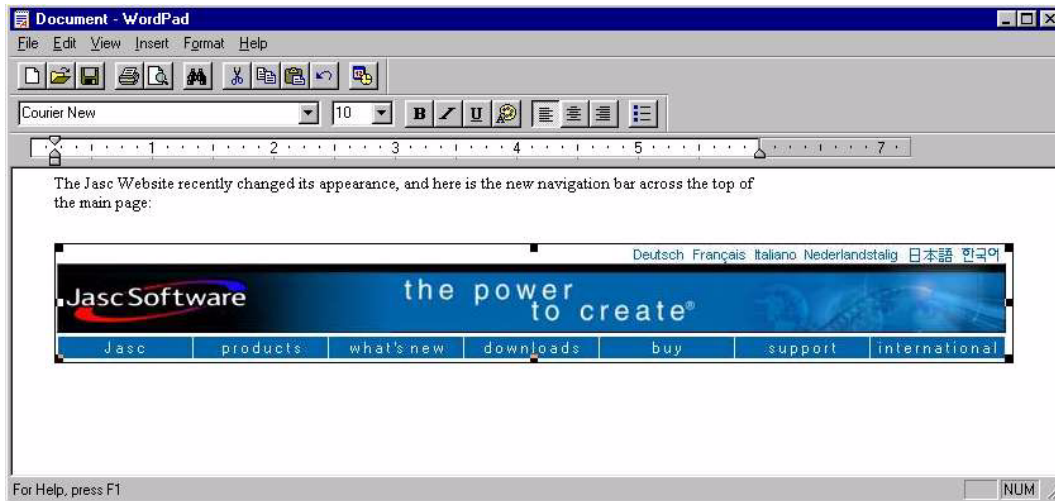 Document - WordPad
File Edit View Insert Format Help
Courier New 10 B I U
1 2 3 4 5 7
The Jasc Website recently changed its appearance, and here is the new navigation bar across the top of
the main page:
Deutsch Français Italiano Nederlandstalig 日本語 한국어
Jasc Software
the power
to create®
Jasc products what's new downloads buy support international
For Help, press F1 NUM